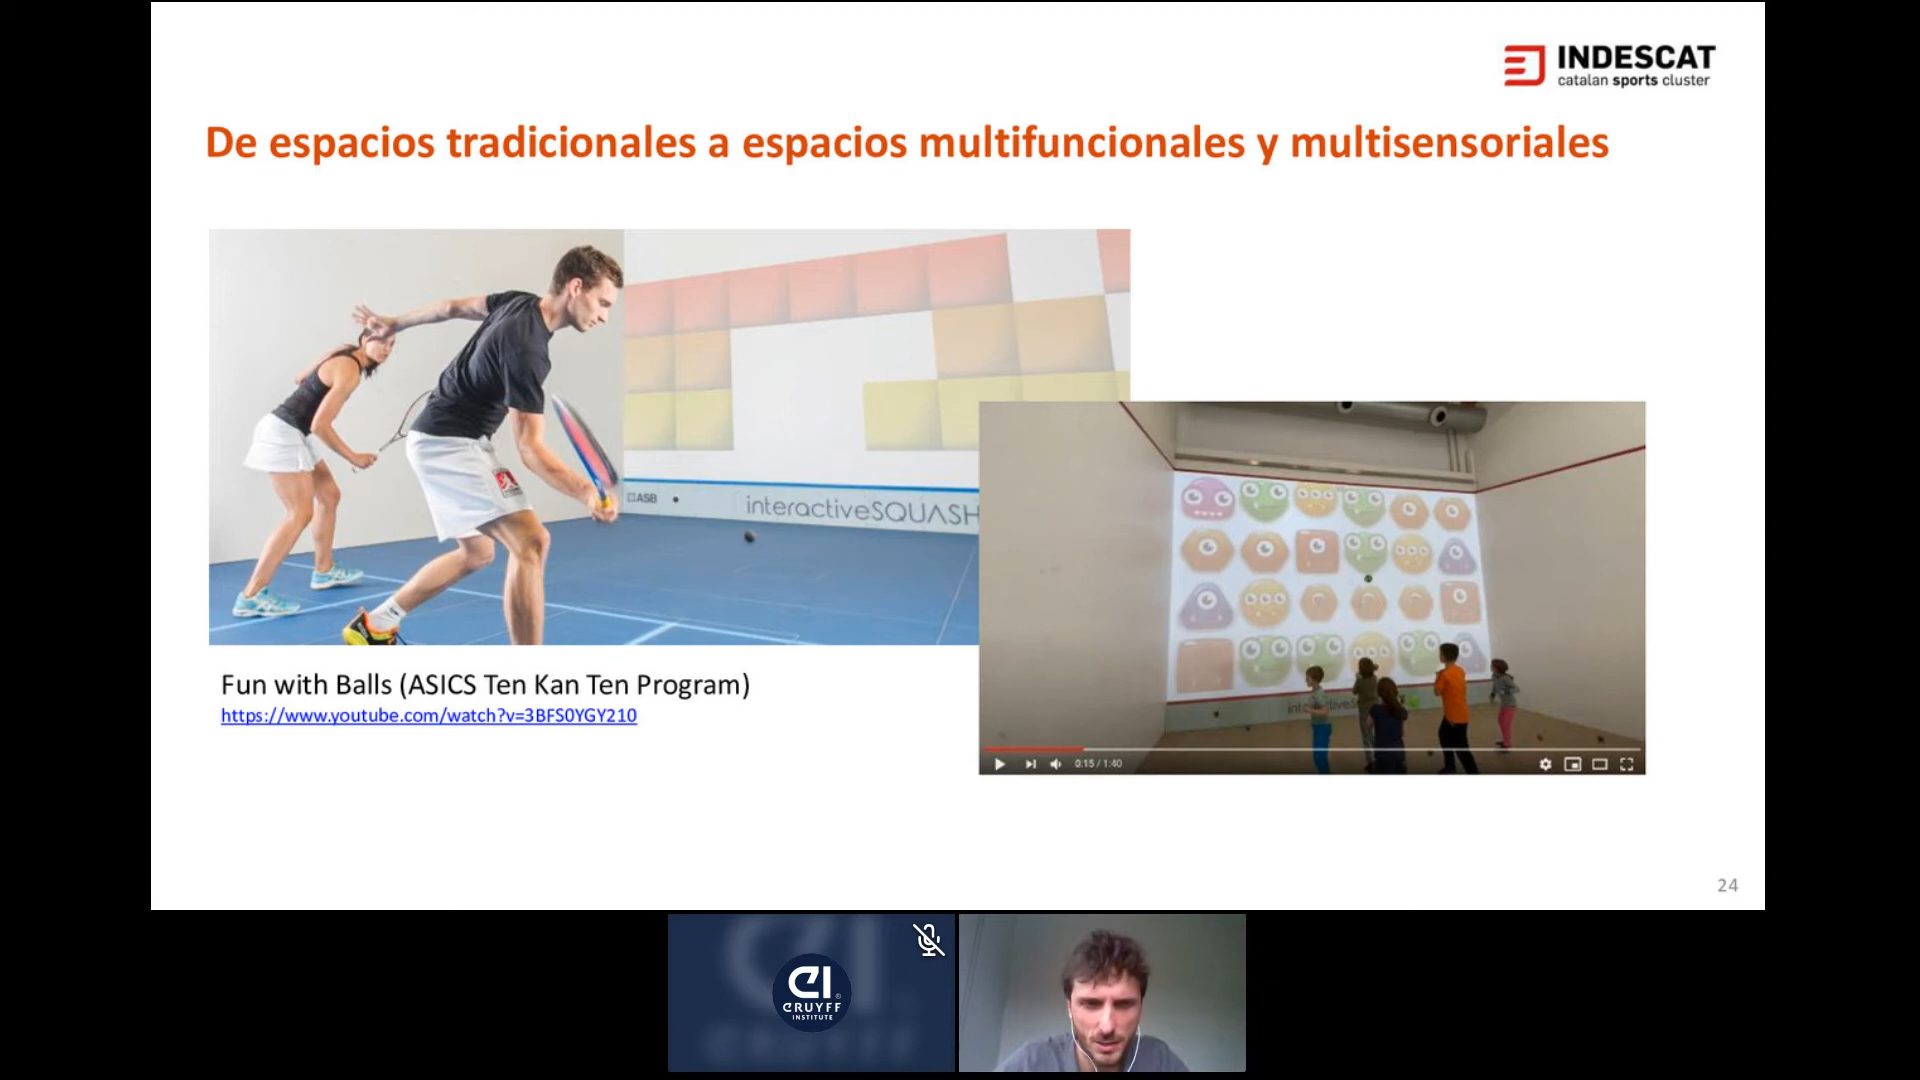 INDESCAT
catalan sports cluster
De espacios tradicionales a espacios multifuncionales y multisensoriales
ASB
interactiveSQUASH
Fun with Balls (ASICS Ten Kan Ten Program)
https://www.youtube.com/watch?v=3BFS0YGY210
0:15 / 1:40
24
CRUYFF
INSTITUTE